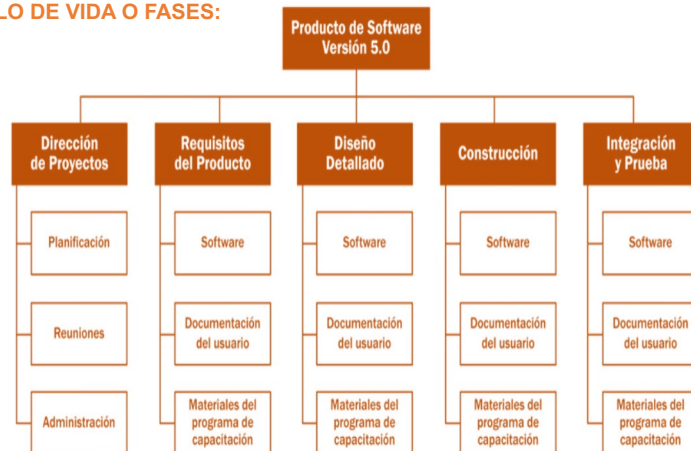 LO DE VIDA O FASES:
Producto de Software
Versión 5.0
Dirección
de Proyectos
Requisitos
del Producto
Diseño
Detallado
Construcción
Integración
y Prueba
Planificación
Software
Software
Software
Software
Reuniones
Documentación
del usuario
Documentación
del usuario
Documentación
del usuario
Documentación
del usuario
Administración
Materiales del
programa de
capacitación
Materiales del
programa de
capacitación
Materiales del
programa de
capacitación
Materiales del
programa de
capacitación